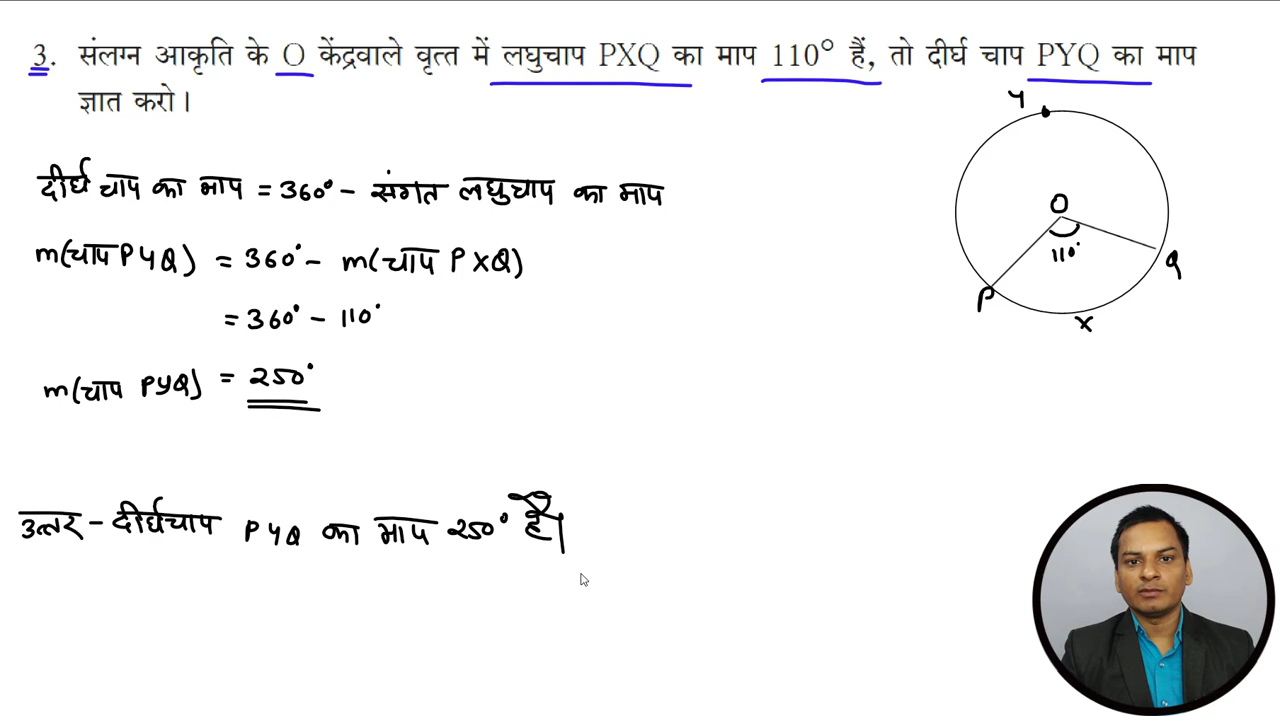 3. संलग्न आकृति के O केंद्रवाले वृत्त में लघुचाप PXQ का माप 110° हैं, तो दीर्घ चाप PYQ का माप
ज्ञात करो।
दीर्घ चाप का माप = 360° - संगत लघुचाप का माप
m(चाप PYQ) = 360° - m(चाप PXQ)
= 360° - 110°
m(चाप PYQ) = 250°
उत्तर - दीर्घचाप PYQ का माप 250° है।
Y
O
110°
Q
P
X